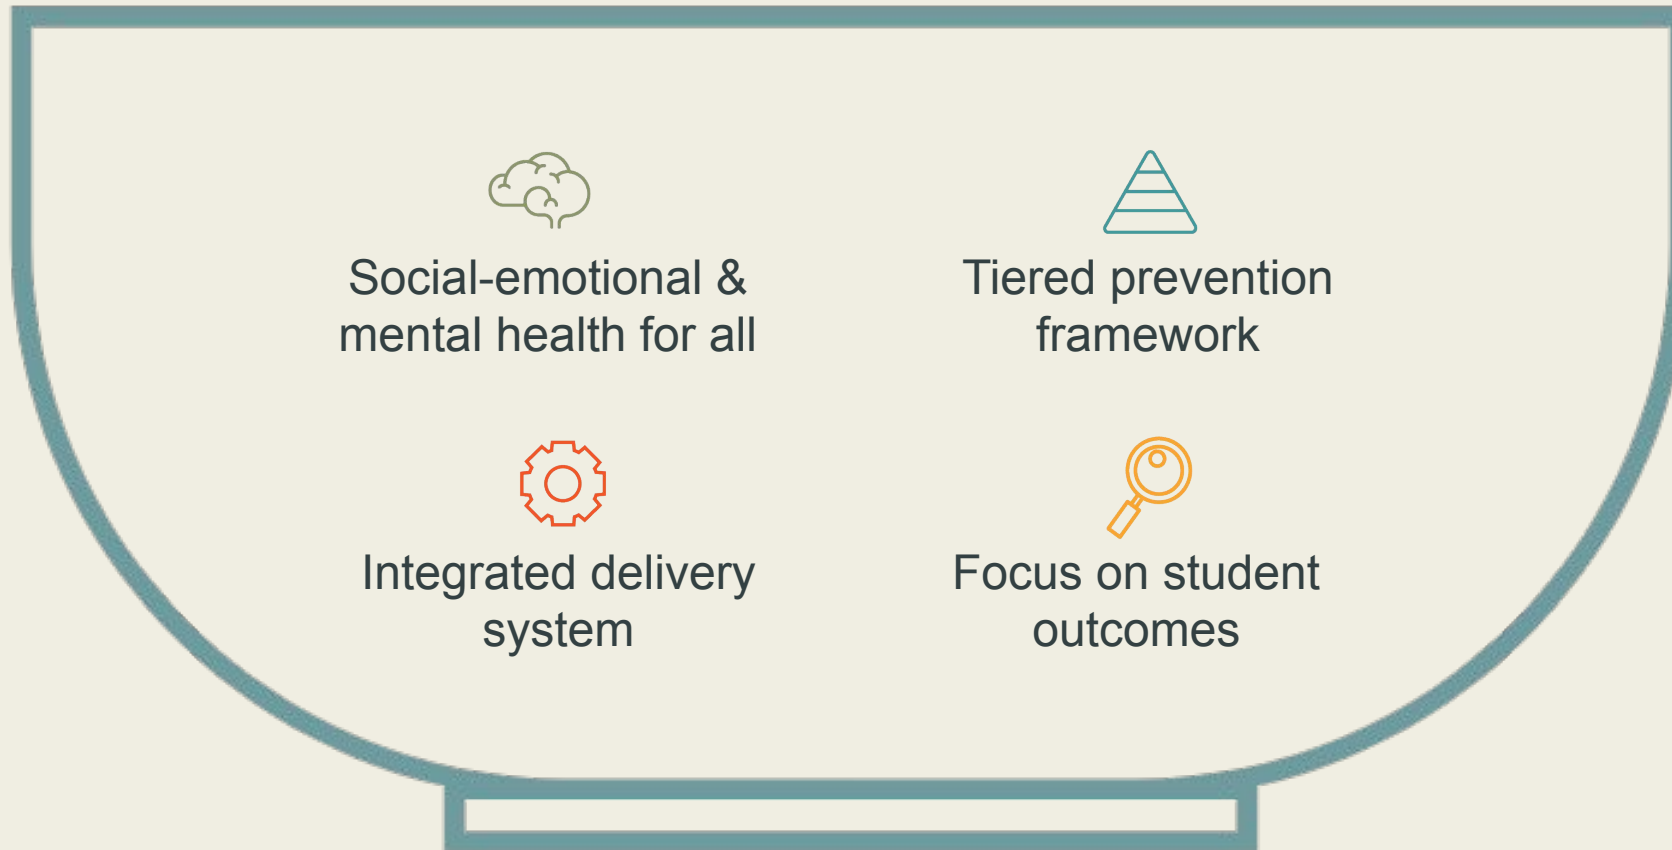 Social-emotional &
mental health for all
Tiered prevention
framework
Integrated delivery
system
Focus on student
outcomes